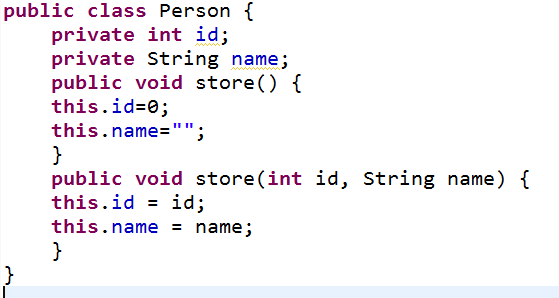 public class Person {
    private int id;
    private String name;
    public void store() {
    this.id=0;
    this.name="";
    }
    public void store(int id, String name) {
    this.id = id;
    this.name = name;
    }
}